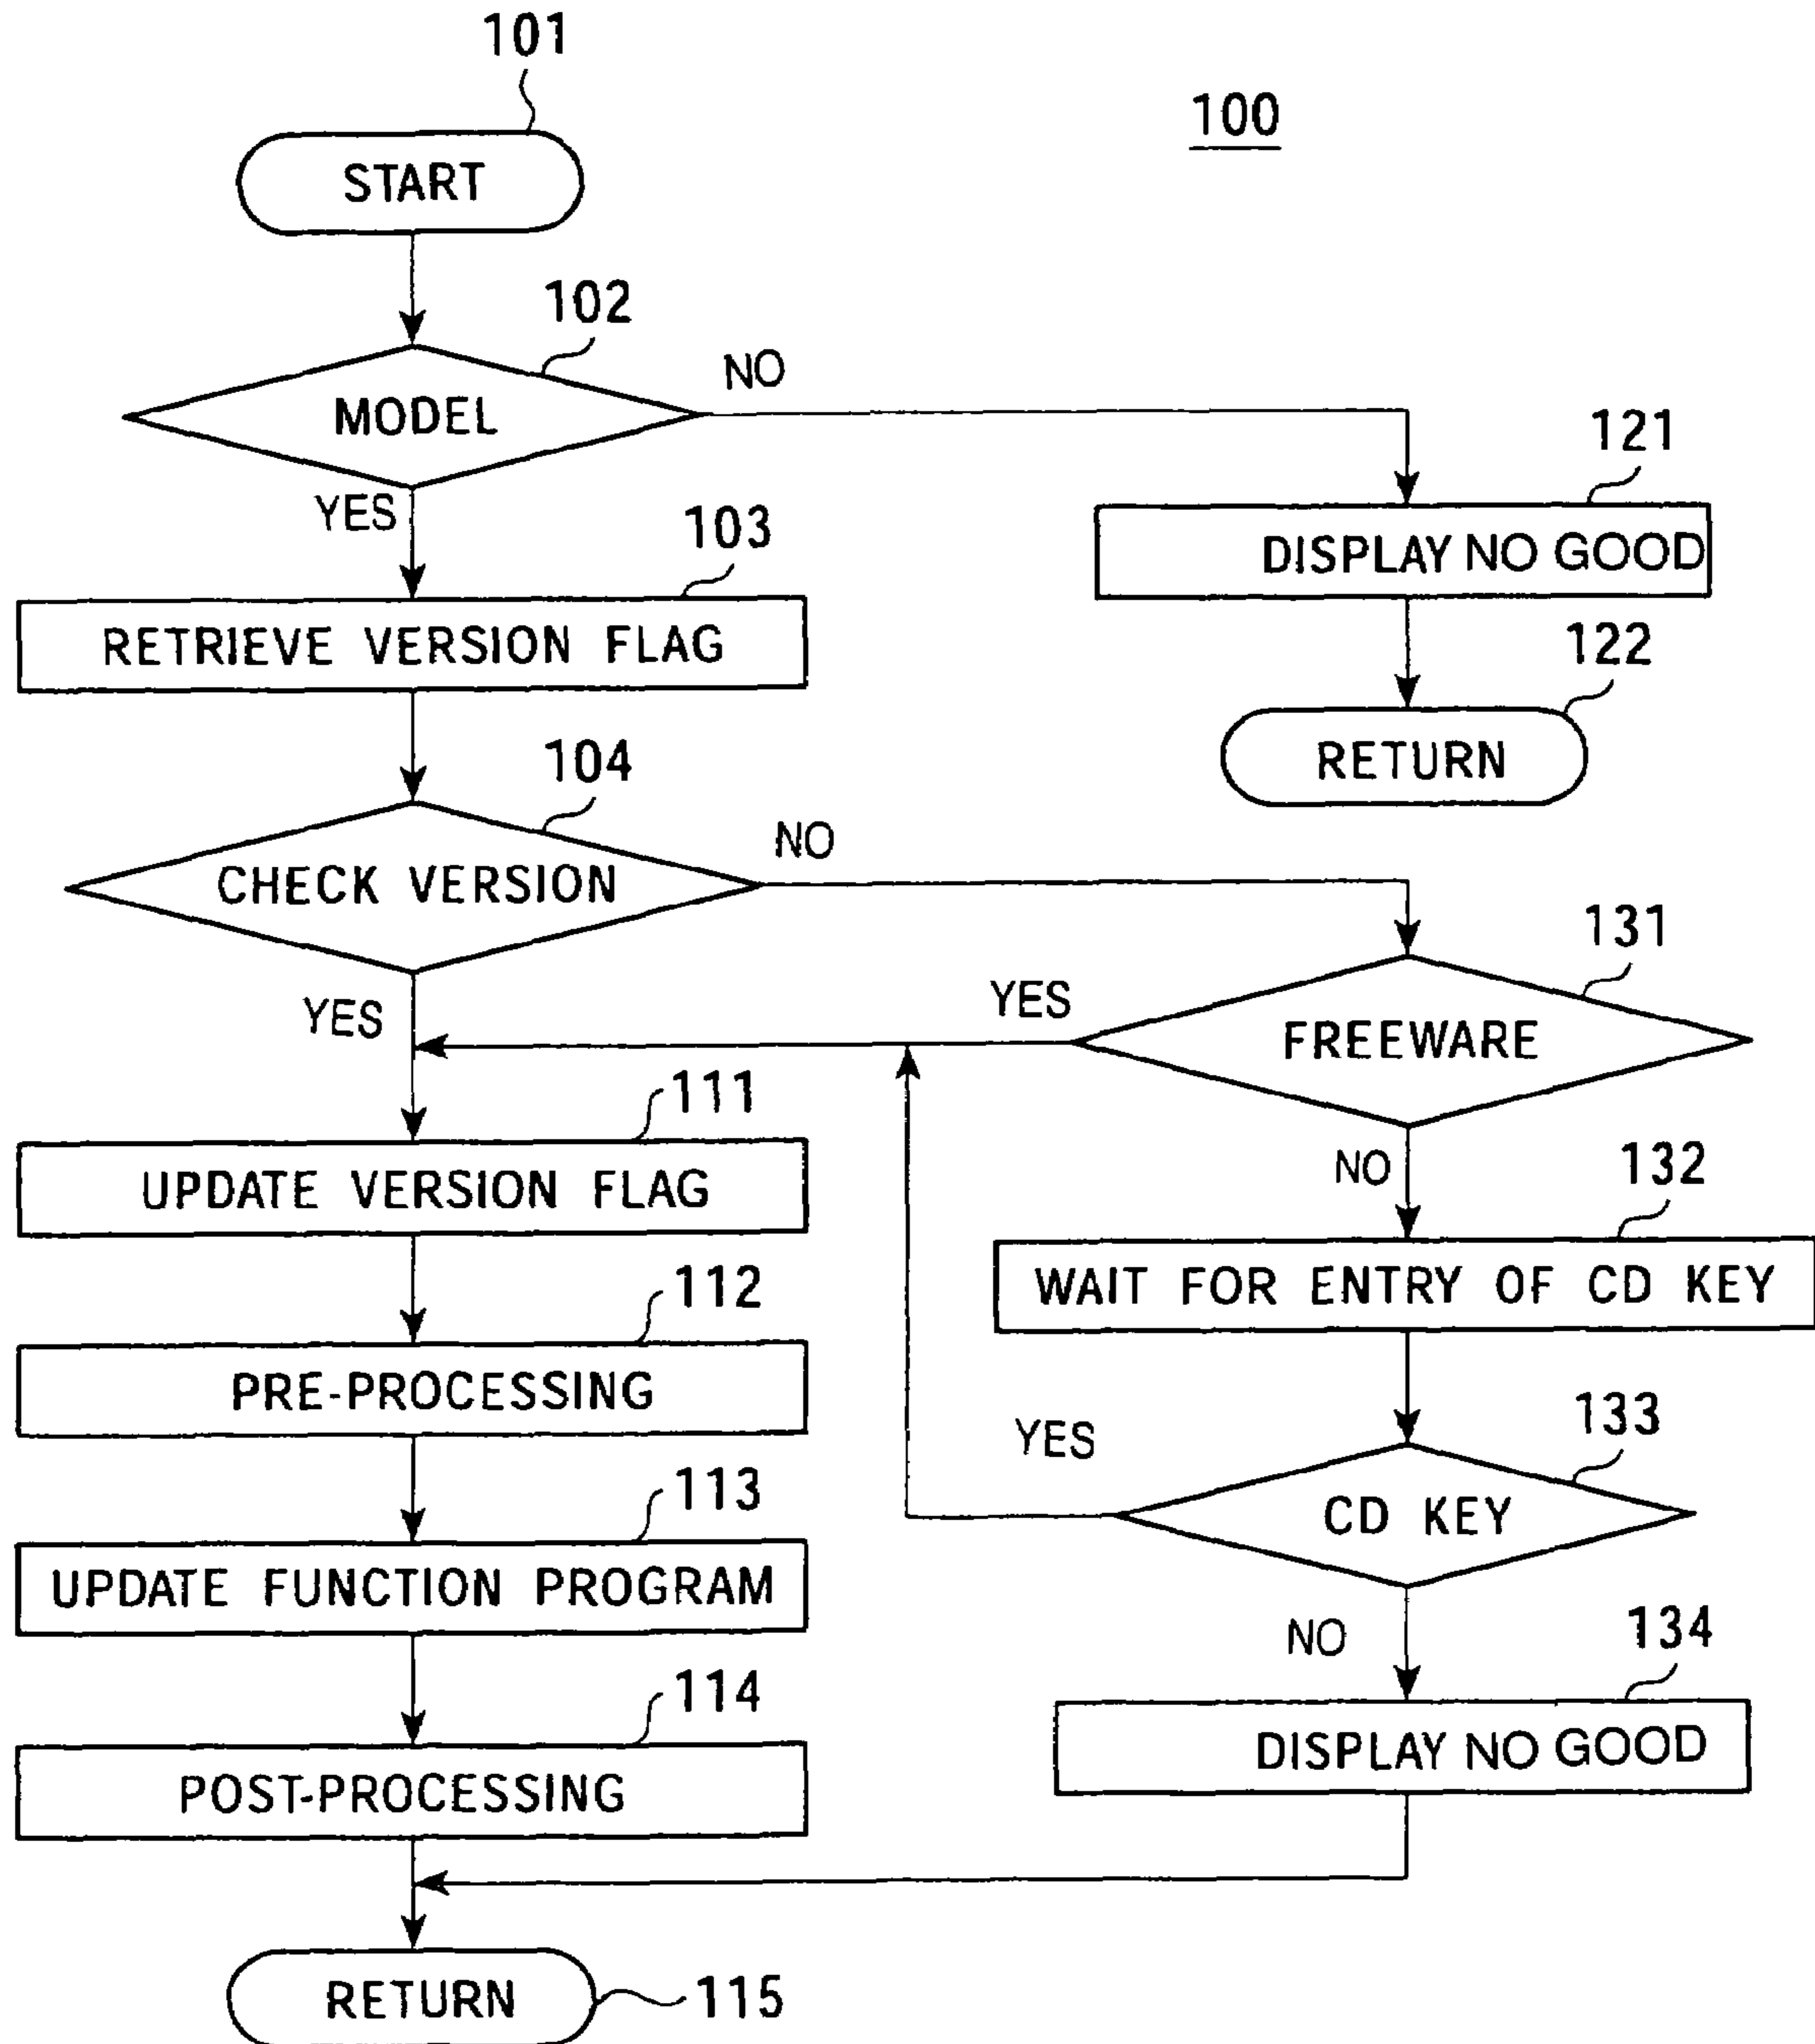 101
100
START
102
NO
MODEL
121
YES
103
DISPLAY NO GOOD
RETRIEVE VERSION FLAG
122
RETURN
104
NO
CHECK VERSION
131
YES
YES
FREEWARE
111
UPDATE VERSION FLAG
NO
132
112
WAIT FOR ENTRY OF CD KEY
PRE-PROCESSING
133
YES
113
CD KEY
UPDATE FUNCTION PROGRAM
NO
134
114
DISPLAY NO GOOD
POST-PROCESSING
RETURN
115